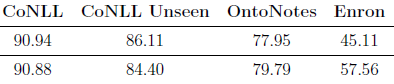 CoNLL CoNLL Unseen OntoNotes Enron
90.94 86.11 77.95 45.11
90.88 84.40 79.79 57.56